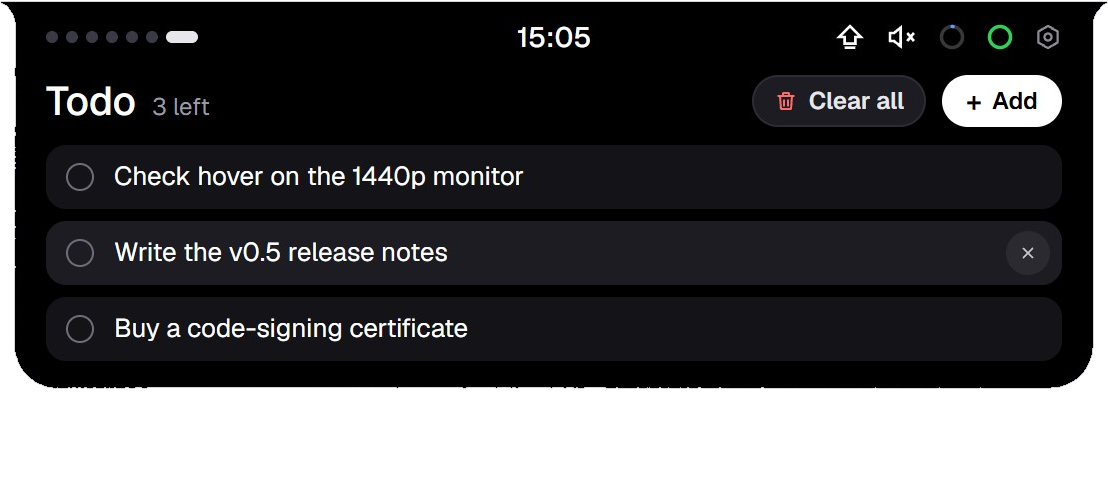 15:05
Todo 3 left
Clear all
+ Add
Check hover on the 1440p monitor
Write the v0.5 release notes
Buy a code-signing certificate